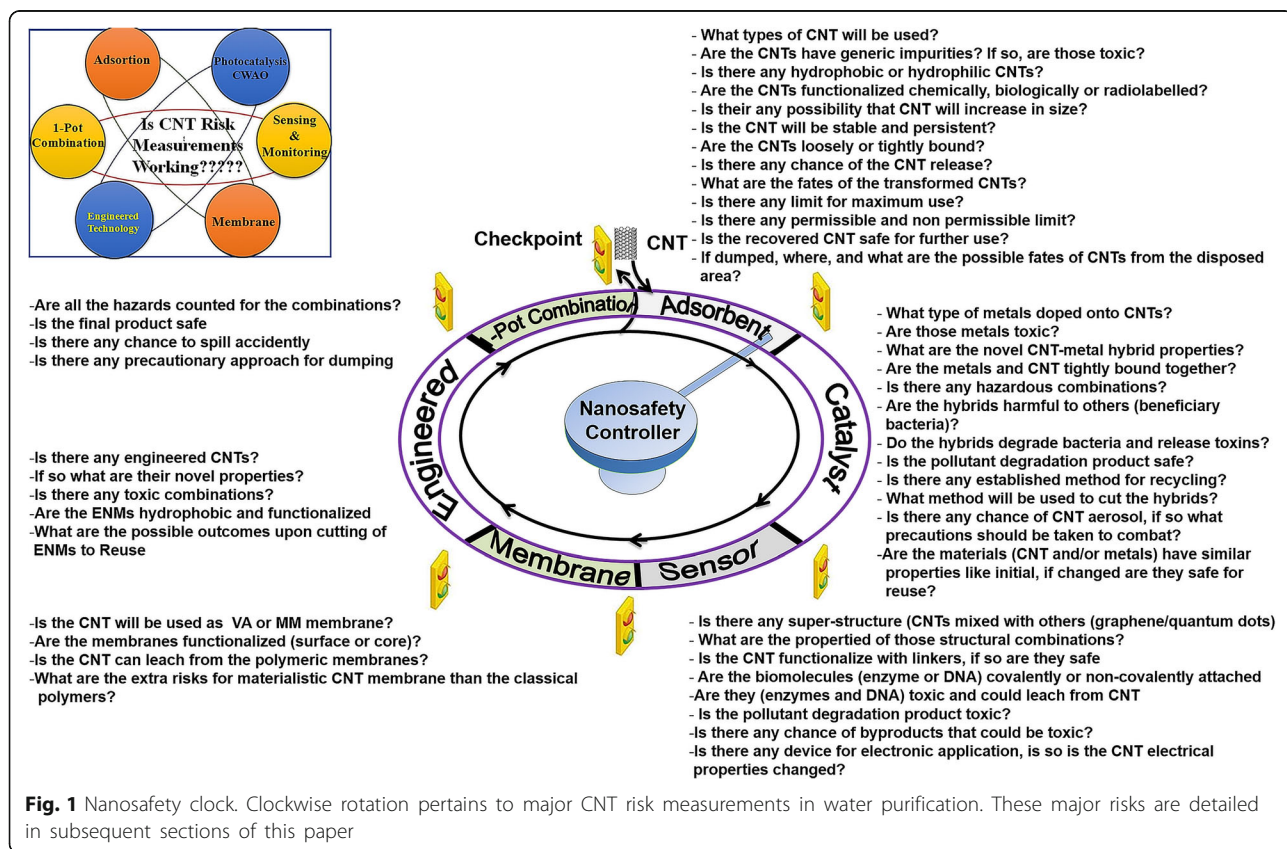 Adsortion
Photocatalysis
CWAO
1-Pot
Combination
Is CNT Risk
Measurements
Working?????
Sensing
&
Monitoring
Engineered
Technology
Membrane
- What types of CNT will be used?
- Are the CNTs have generic impurities? If so, are those toxic?
- Is there any hydrophobic or hydrophilic CNTs?
- Are the CNTs functionalized chemically, biologically or radiolabelled?
- Is their any possibility that CNT will increase in size?
- Is the CNT will be stable and persistent?
- Are the CNTs loosely or tightly bound?
- Is there any chance of the CNT release?
- What are the fates of the transformed CNTs?
- Is there any limit for maximum use?
- Is there any permissible and non permissible limit?
- Is the recovered CNT safe for further use?
- If dumped, where, and what are the possible fates of CNTs from the disposed
area?
Checkpoint
CNT
-Are all the hazards counted for the combinations?
-Is the final product safe
-Is there any chance to spill accidently
-Is there any precautionary approach for dumping
1-Pot Combination
Adsorbent
Catalyst
Sensor
Membrane
Engineered
Nanosafety
Controller
- What type of metals doped onto CNTs?
- Are those metals toxic?
- What are the novel CNT-metal hybrid properties?
- Are the metals and CNT tightly bound together?
- Is there any hazardous combinations?
- Are the hybrids harmful to others (beneficiary
bacteria)?
- Do the hybrids degrade bacteria and release toxins?
- Is the pollutant degradation product safe?
- Is there any established method for recycling?
- What method will be used to cut the hybrids?
- Is there any chance of CNT aerosol, if so what
precautions should be taken to combat?
-Are the materials (CNT and/or metals) have similar
properties like initial, if changed are they safe for
reuse?
-Is there any engineered CNTs?
-If so what are their novel properties?
-Is there any toxic combinations?
-Are the ENMs hydrophobic and functionalized
-What are the possible outcomes upon cutting of
ENMs to Reuse
-Is the CNT will be used as VA or MM membrane?
-Are the membranes functionalized (surface or core)?
-Is the CNT can leach from the polymeric membranes?
-What are the extra risks for materialistic CNT membrane than the classical
polymers?
- Is there any super-structure (CNTs mixed with others (graphene/quantum dots)
- What are the propertied of those structural combinations?
- Is the CNT functionalize with linkers, if so are they safe
- Are the biomolecules (enzyme or DNA) covalently or non-covalently attached
-Are they (enzymes and DNA) toxic and could leach from CNT
- Is the pollutant degradation product toxic?
-Is there any chance of byproducts that could be toxic?
-Is there any device for electronic application, is so is the CNT electrical
properties changed?
Fig. 1 Nanosafety clock. Clockwise rotation pertains to major CNT risk measurements in water purification. These major risks are detailed
in subsequent sections of this paper